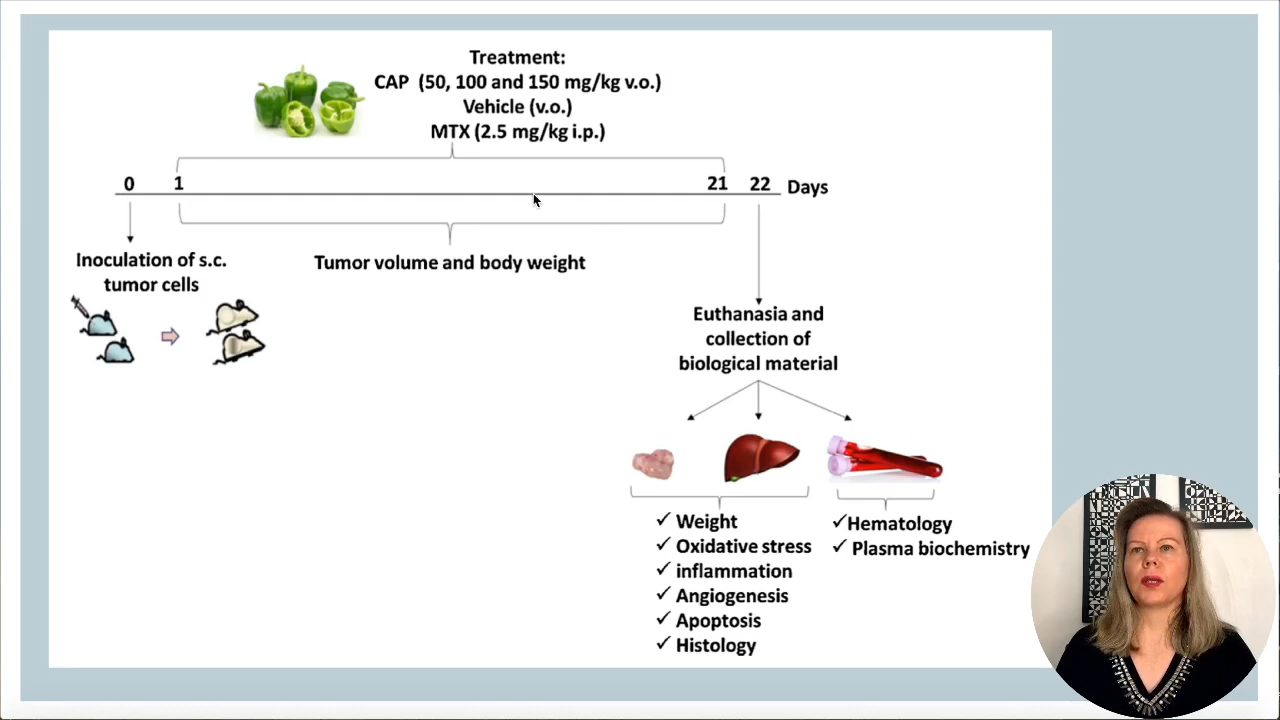 Treatment:
CAP (50, 100 and 150 mg/kg v.o.)
Vehicle (v.o.)
MTX (2.5 mg/kg i.p.)
0 1 21 22 Days
Inoculation of s.c.
tumor cells
Tumor volume and body weight
Euthanasia and
collection of
biological material
✓ Weight
✓ Oxidative stress
✓ inflammation
✓ Angiogenesis
✓ Apoptosis
✓ Histology
✓Hematology
✓ Plasma biochemistry